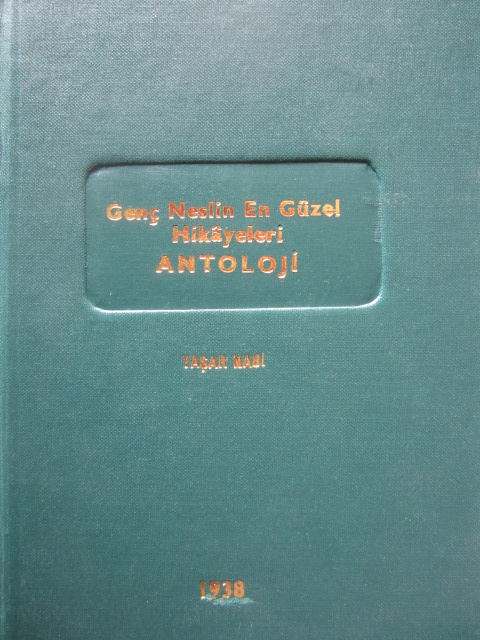 Genç Neslin En Güzel
Hikâyeleri
ANTOLOJİ
YAŞAR NABİ
1938